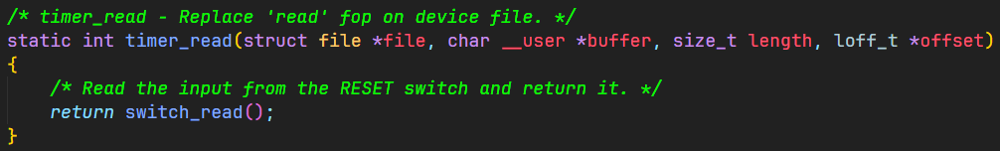 /* timer_read - Replace 'read' fop on device file. */
static int timer_read(struct file *file, char __user *buffer, size_t length, loff_t *offset)
{
    /* Read the input from the RESET switch and return it. */
    return switch_read();
}